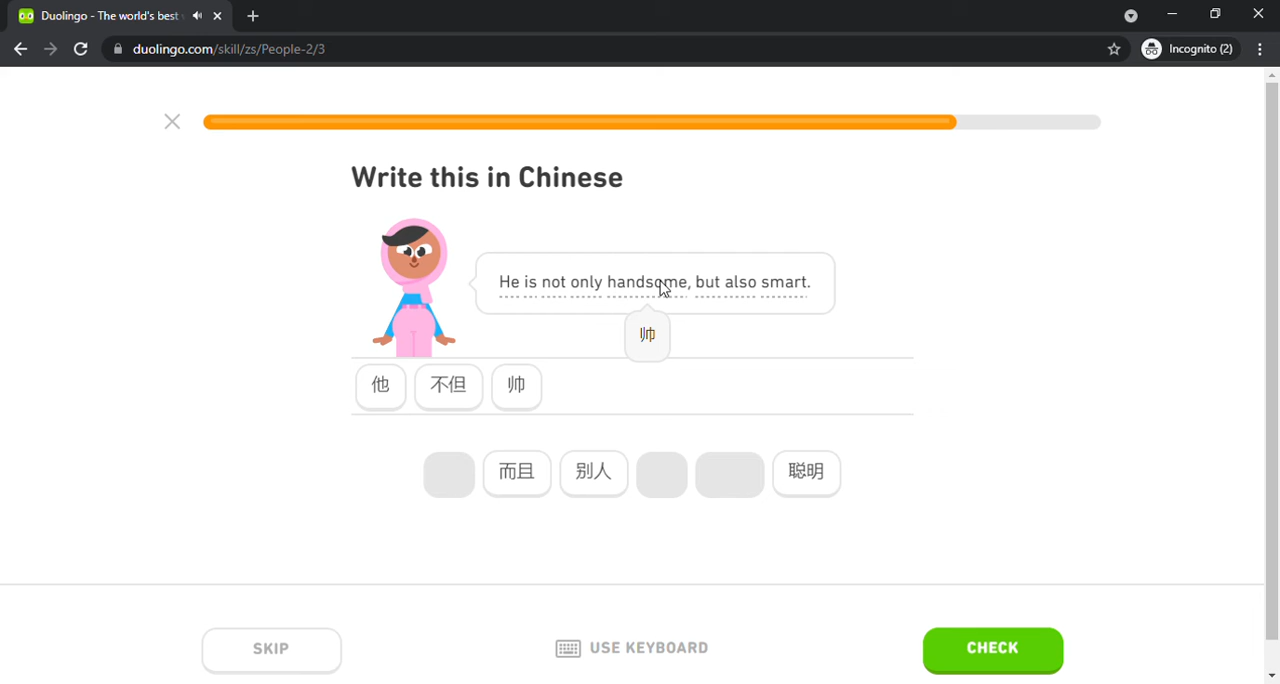 Duolingo - The world's best
duolingo.com/skill/zs/People-2/3
Incognito (2)
Write this in Chinese
He is not only handsome, but also smart.
帅
他 不但 帅
而且 别人 聪明
SKIP
USE KEYBOARD
CHECK